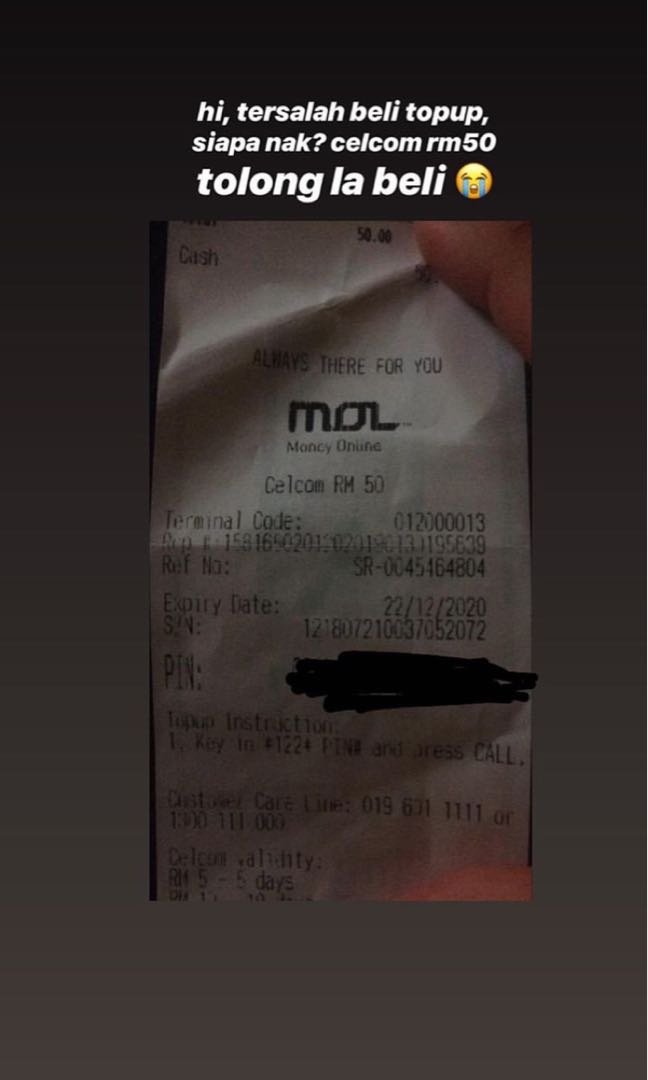 hi, tersalah beli topup,
siapa nak? celcom rm50
tolong la beli 😭
50.00
Cash
50.
ALWAYS THERE FOR YOU
mol
Money Online
Celcom RM 50
Terminal Code: 012000013
Ref No: SR-0045464804
Expiry Date: 22/12/2020
S/N: 121807210037052072
PIN:
Topup Instruction:
1. Key in *122* PIN# and press CALL.
Customer Care Line: 019 601 1111 or
1300 111 000
Celcom validity:
RM 5 - 5 days